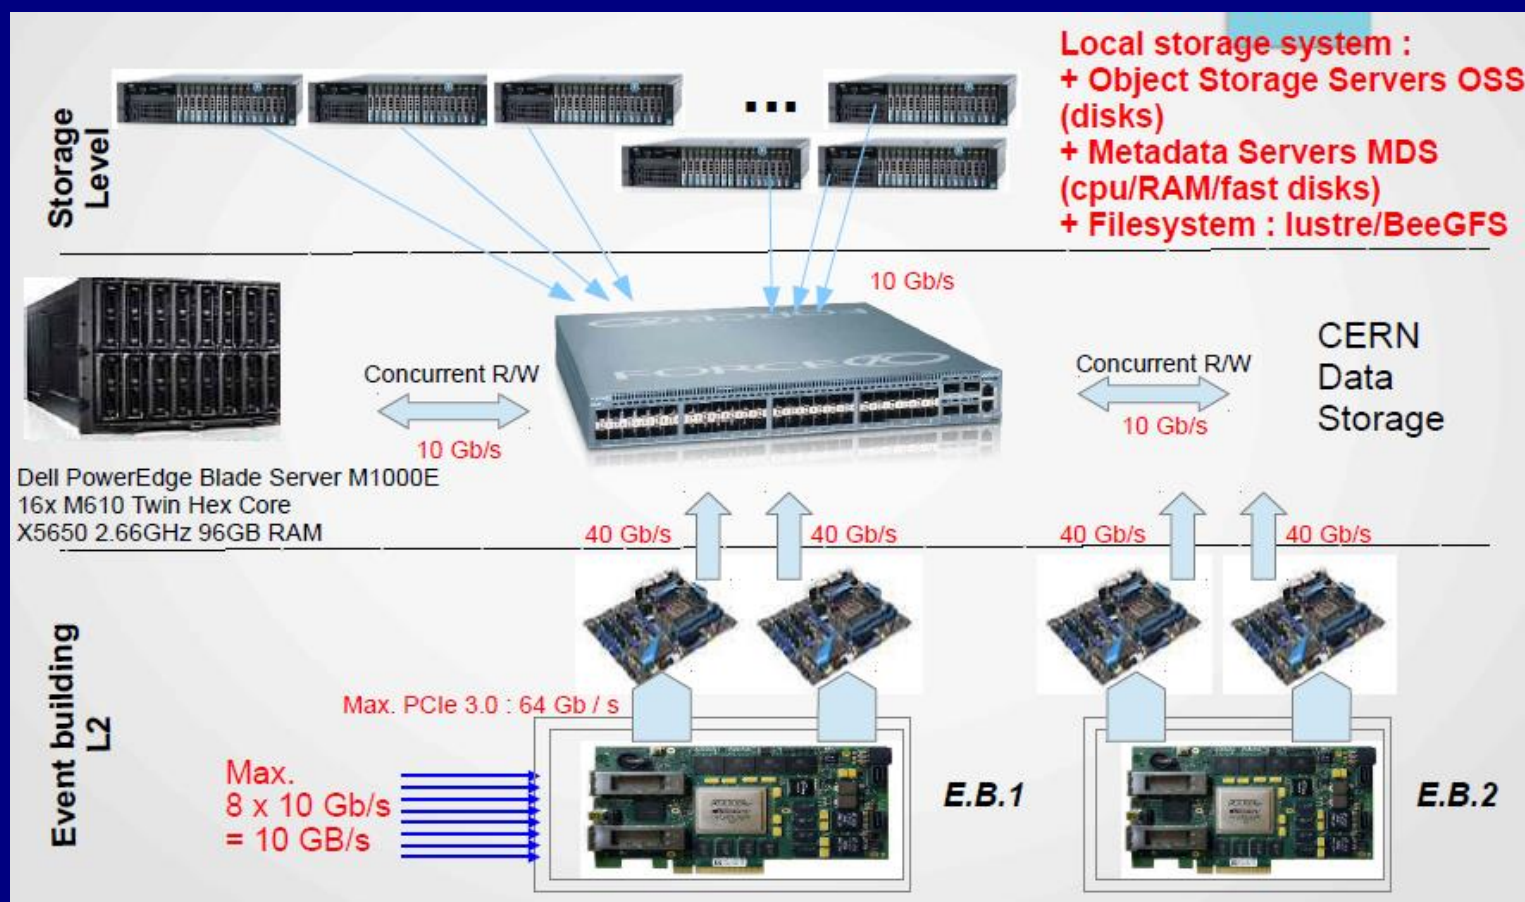 Storage
Level
Local storage system :
+ Object Storage Servers OSS
(disks)
+ Metadata Servers MDS
(cpu/RAM/fast disks)
+ Filesystem : lustre/BeeGFS
...
10 Gb/s
FORCE10
Concurrent R/W
10 Gb/s
Concurrent R/W
10 Gb/s
CERN
Data
Storage
Dell PowerEdge Blade Server M1000E
16x M610 Twin Hex Core
X5650 2.66GHz 96GB RAM
40 Gb/s
40 Gb/s
40 Gb/s
40 Gb/s
Event building
L2
Max. PCIe 3.0 : 64 Gb / s
Max.
8 x 10 Gb/s
= 10 GB/s
E.B.1
E.B.2